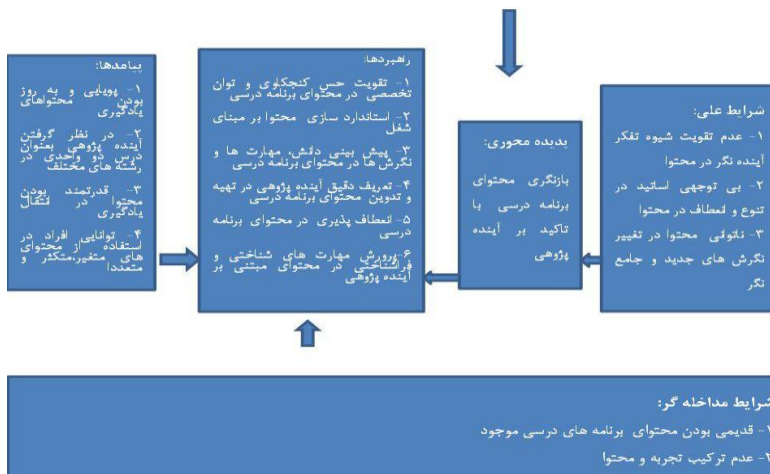 شرایط علی:
۱- عدم تقویت شیوه تفکر
آینده نگر در محتوا
۲- بی توجهی اساتید در
تنوع و انعطاف در محتوا
۳- ناتوانی محتوا در تغییر
نگرش های جدید و جامع
نگر
پدیده محوری:
بازنگری محتوای
برنامه درسی با
تاکید بر آینده
پژوهی
راهبردها:
۱- تقویت حس کنجکاوی و توان
تخصصی در محتوای برنامه درسی
۲- استاندارد سازی محتوا بر مبنای
شغل
۳- پیش بینی دانش، مهارت ها و
نگرش ها در محتوای برنامه درسی
۴- تعریف دقیق آینده پژوهی در تهیه
و تدوین محتوای برنامه درسی
۵- انعطاف پذیری در محتوای برنامه
درسی
۶- پرورش مهارت های شناختی و
فراشناختی در محتوای مبتنی بر
آینده پژوهی
پیامدها:
۱- پویایی و به روز
بودن محتواهای
یادگیری
۲- در نظر گرفتن
آینده پژوهی بعنوان
درس دو واحدی در
رشته های مختلف
۳- قدرتمند بودن
محتوا در انتقال
یادگیری
۴- توانایی افراد در
استفاده از محتوای
های متغیر،متکثر و
متعددا
شرایط مداخله گر:
۱- قدیمی بودن محتوای برنامه های درسی موجود
۲- عدم ترکیب تجربه و محتوا